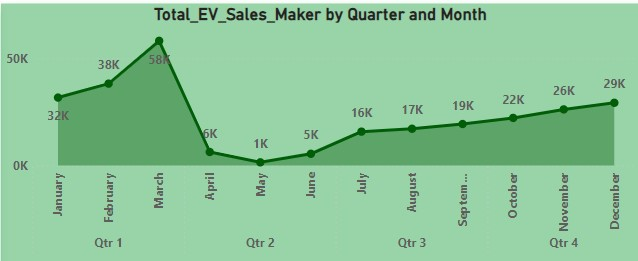 Total_EV_Sales_Maker by Quarter and Month
50K
0K
32K
38K
58K
6K
1K
5K
16K
17K
19K
22K
26K
29K
January
February
March
April
May
June
July
August
Septem...
October
November
December
Qtr 1
Qtr 2
Qtr 3
Qtr 4